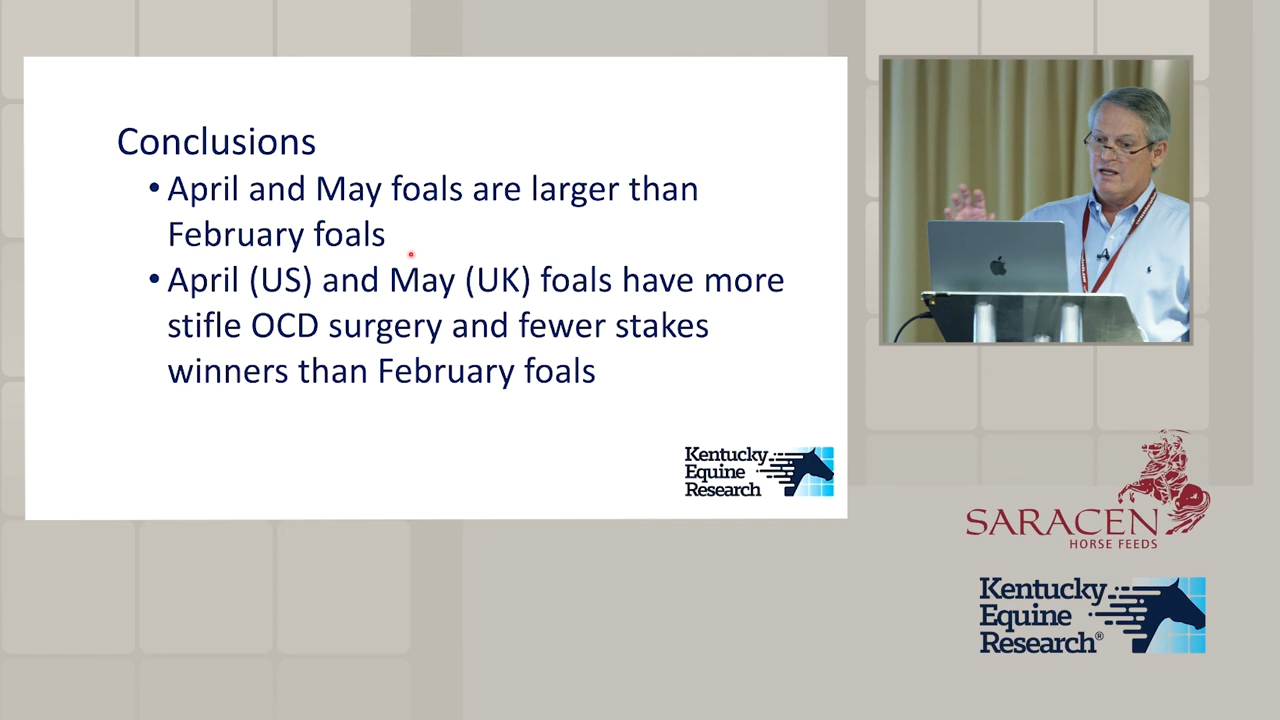 Conclusions
• April and May foals are larger than
February foals
• April (US) and May (UK) foals have more
stifle OCD surgery and fewer stakes
winners than February foals
Kentucky
Equine
Research
SARACEN
HORSE FEEDS
Kentucky
Equine
Research®